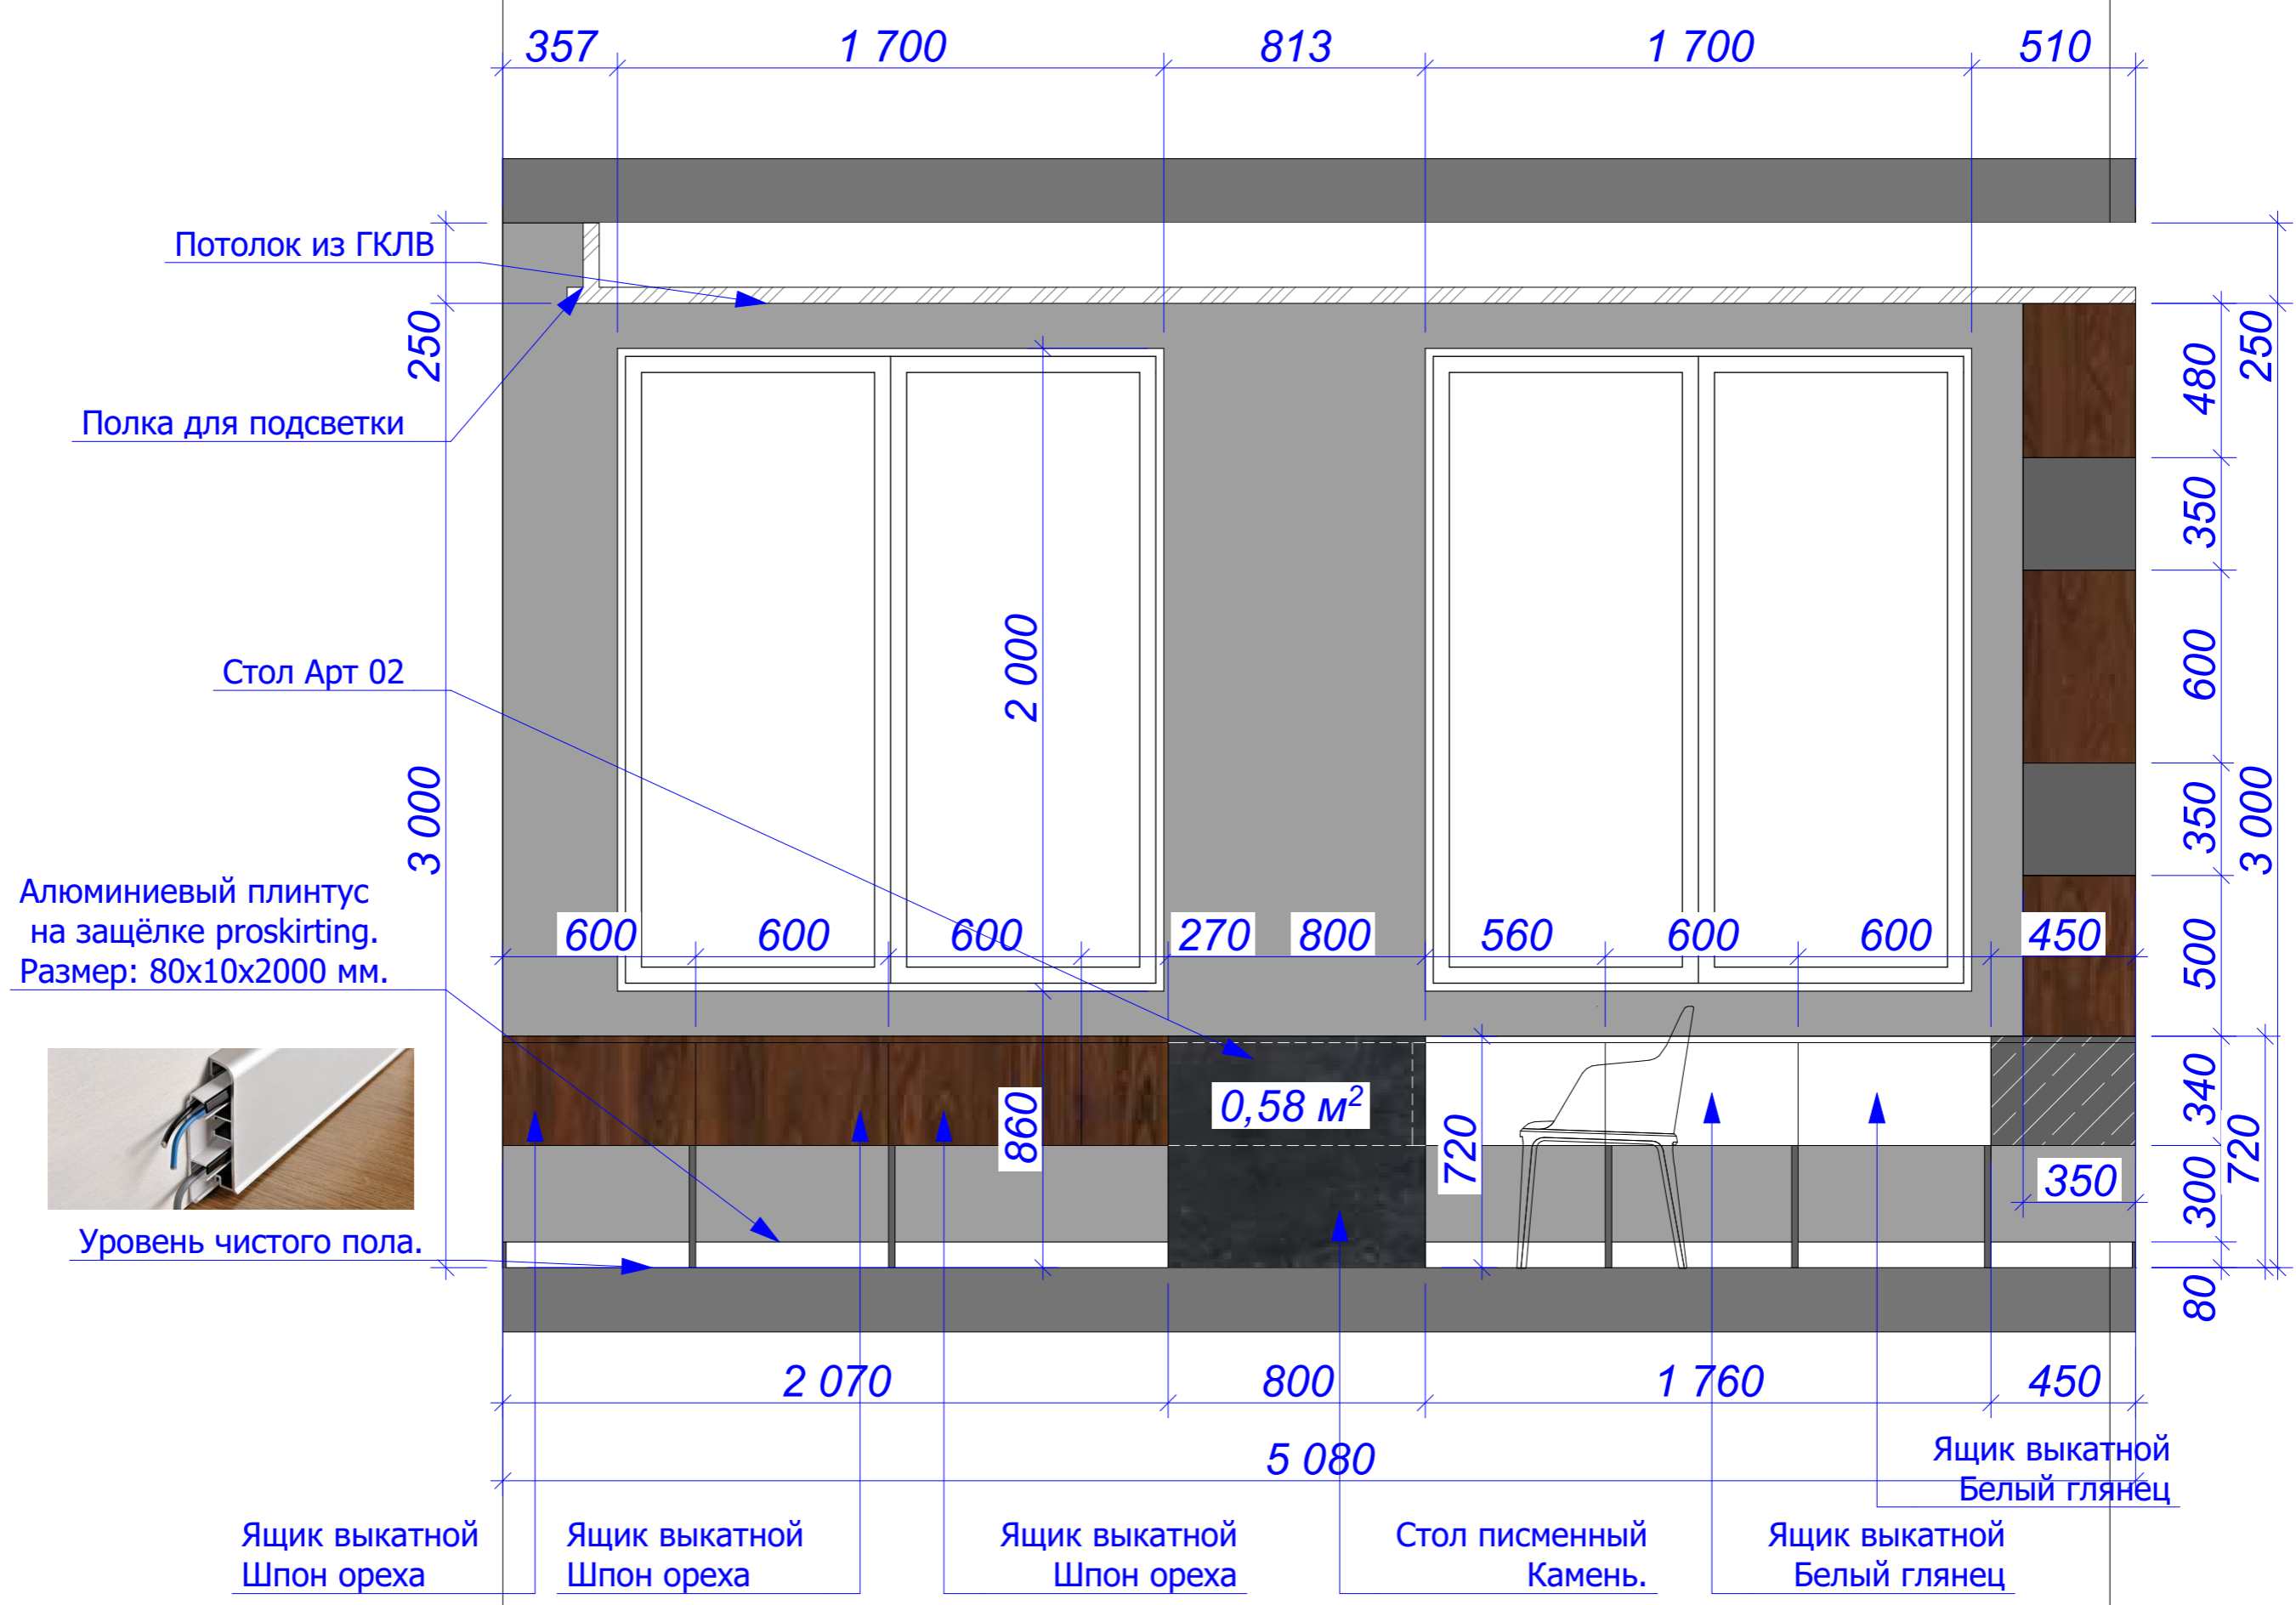 357
1 700
813
1 700
510
Потолок из ГКЛВ
250
250
480
Полка для подсветки
350
2 000
Стол Арт 02
600
3 000
350
3 000
Алюминиевый плинтус
на защёлке proskirting.
Размер: 80х10х2000 мм.
600
600
600
270
800
560
600
600
450
500
860
0,58 м²
720
340
720
350
300
Уровень чистого пола.
80
2 070
800
1 760
450
5 080
Ящик выкатной
Белый глянец
Ящик выкатной
Шпон ореха
Ящик выкатной
Шпон ореха
Ящик выкатной
Шпон ореха
Стол писменный
Камень.
Ящик выкатной
Белый глянец